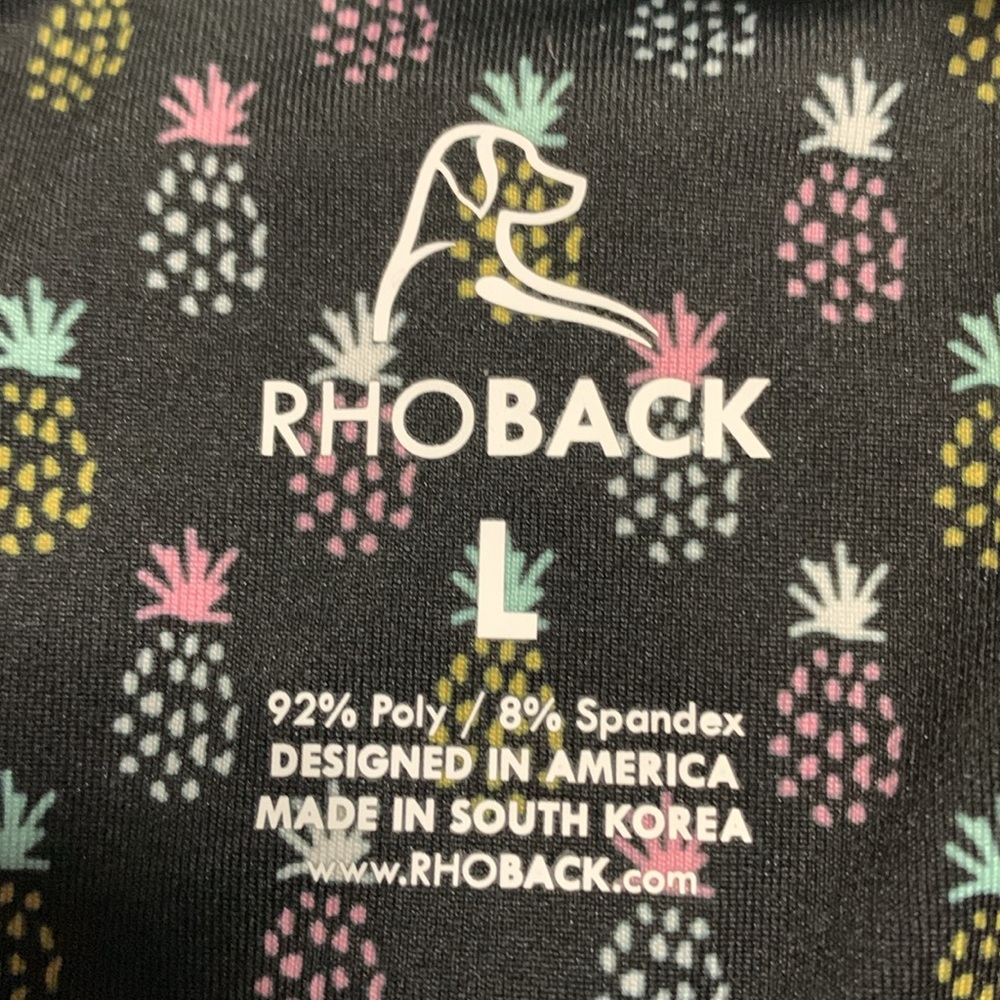 RHOBACK
L
92% Poly / 8% Spandex
DESIGNED IN AMERICA
MADE IN SOUTH KOREA
www.RHOBACK.com